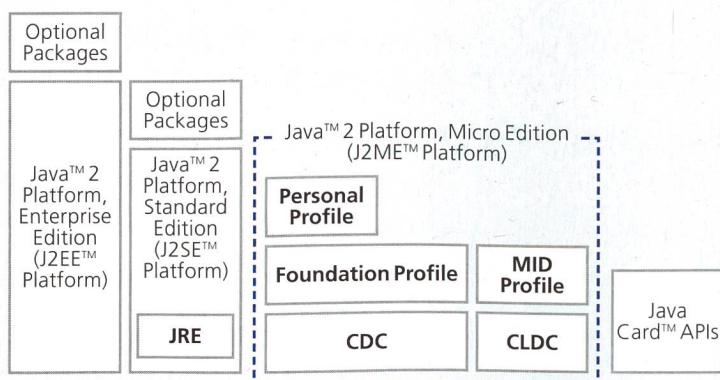 Optional
Packages
Java™ 2
Platform,
Enterprise
Edition
(J2EE™
Platform)
Optional
Packages
Java™ 2
Platform,
Standard
Edition
(J2SE™
Platform)
JRE
Java™ 2 Platform, Micro Edition
(J2ME™ Platform)
Personal
Profile
Foundation Profile
MID
Profile
CDC
CLDC
Java
Card™ APIs